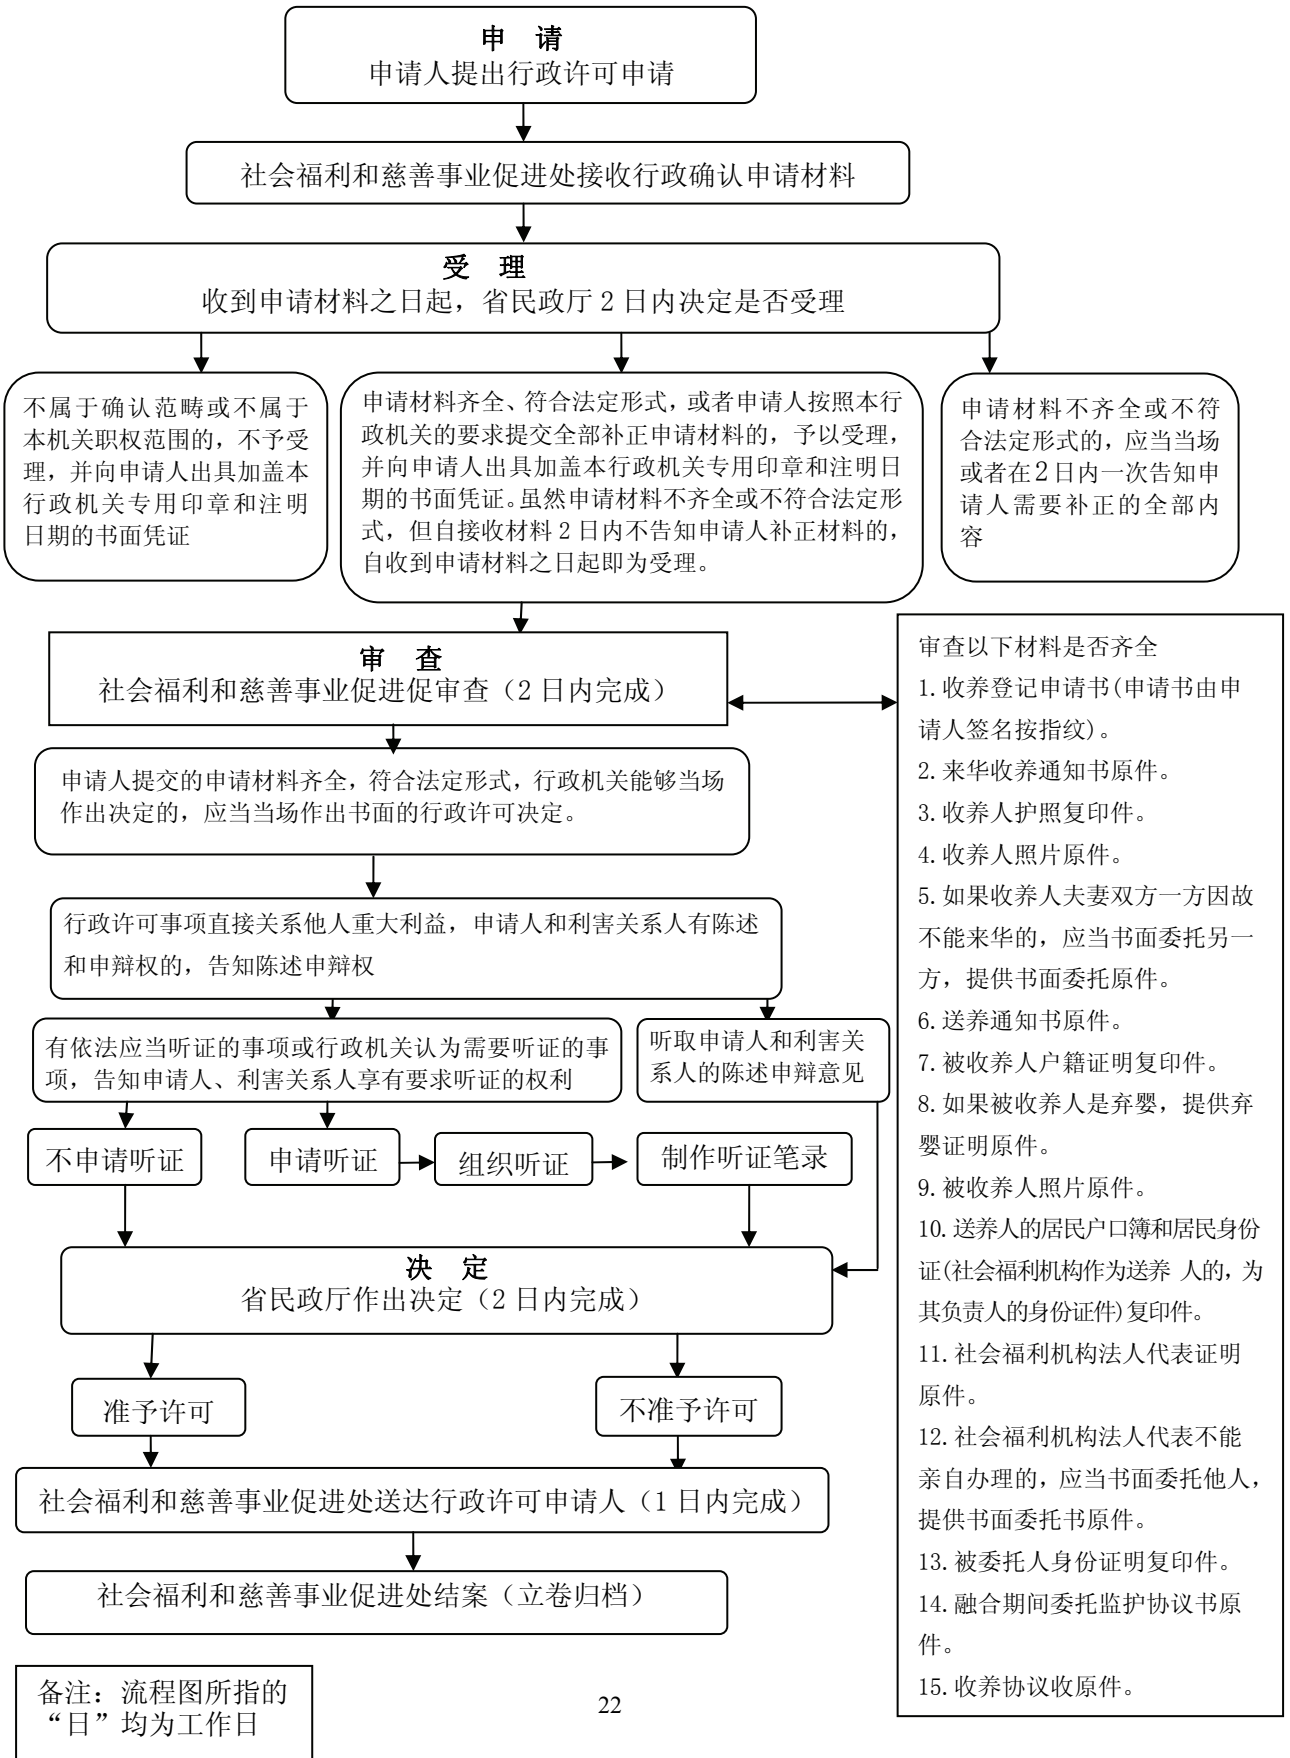 申　请
申请人提出行政许可申请
社会福利和慈善事业促进处接收行政确认申请材料
受　理
收到申请材料之日起，省民政厅 2 日内决定是否受理
不属于确认范畴或不属于
本机关职权范围的，不予受
理，并向申请人出具加盖本
行政机关专用印章和注明
日期的书面凭证
申请材料齐全、符合法定形式，或者申请人按照本行
政机关的要求提交全部补正申请材料的，予以受理，
并向申请人出具加盖本行政机关专用印章和注明日
期的书面凭证。虽然申请材料不齐全或不符合法定形
式，但自接收材料 2 日内不告知申请人补正材料的，
自收到申请材料之日起即为受理。
申请材料不齐全或不符
合法定形式的，应当当场
或者在2日内一次告知申
请人需要补正的全部内
容
审　查
社会福利和慈善事业促进促审查（2 日内完成）
申请人提交的申请材料齐全，符合法定形式，行政机关能够当场
作出决定的，应当当场作出书面的行政许可决定。
行政许可事项直接关系他人重大利益，申请人和利害关系人有陈述
和申辩权的，告知陈述申辩权
有依法应当听证的事项或行政机关认为需要听证的事
项，告知申请人、利害关系人享有要求听证的权利
听取申请人和利害关
系人的陈述申辩意见
不申请听证
申请听证
组织听证
制作听证笔录
决　定
省民政厅作出决定（2 日内完成）
准予许可
不准予许可
社会福利和慈善事业促进处送达行政许可申请人（1 日内完成）
社会福利和慈善事业促进处结案（立卷归档）
审查以下材料是否齐全
1.收养登记申请书(申请书由申
请人签名按指纹)。
2.来华收养通知书原件。
3.收养人护照复印件。
4.收养人照片原件。
5.如果收养人夫妻双方一方因故
不能来华的，应当书面委托另一
方，提供书面委托原件。
6.送养通知书原件。
7.被收养人户籍证明复印件。
8.如果被收养人是弃婴，提供弃
婴证明原件。
9.被收养人照片原件。
10.送养人的居民户口簿和居民身份
证(社会福利机构作为送养 人的，为
其负责人的身份证件)复印件。
11.社会福利机构法人代表证明
原件。
12.社会福利机构法人代表不能
亲自办理的，应当书面委托他人，
提供书面委托书原件。
13.被委托人身份证明复印件。
14.融合期间委托监护协议书原
件。
15.收养协议收原件。
备注：流程图所指的
“日”均为工作日
22